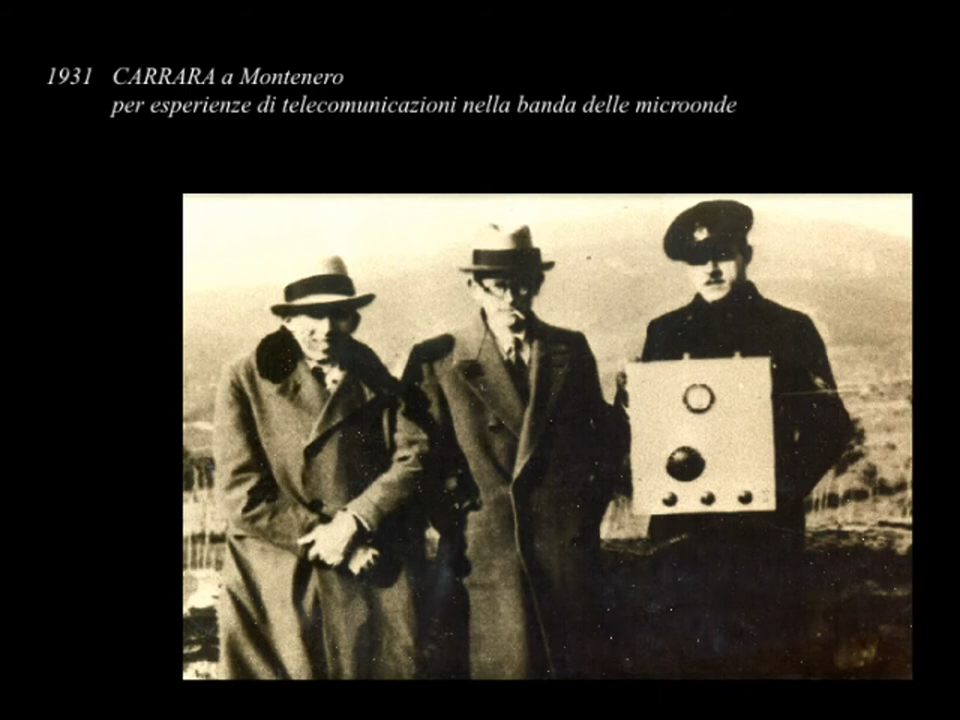 1931 CARRARA a Montenero
per esperienze di telecomunicazioni nella banda delle microonde